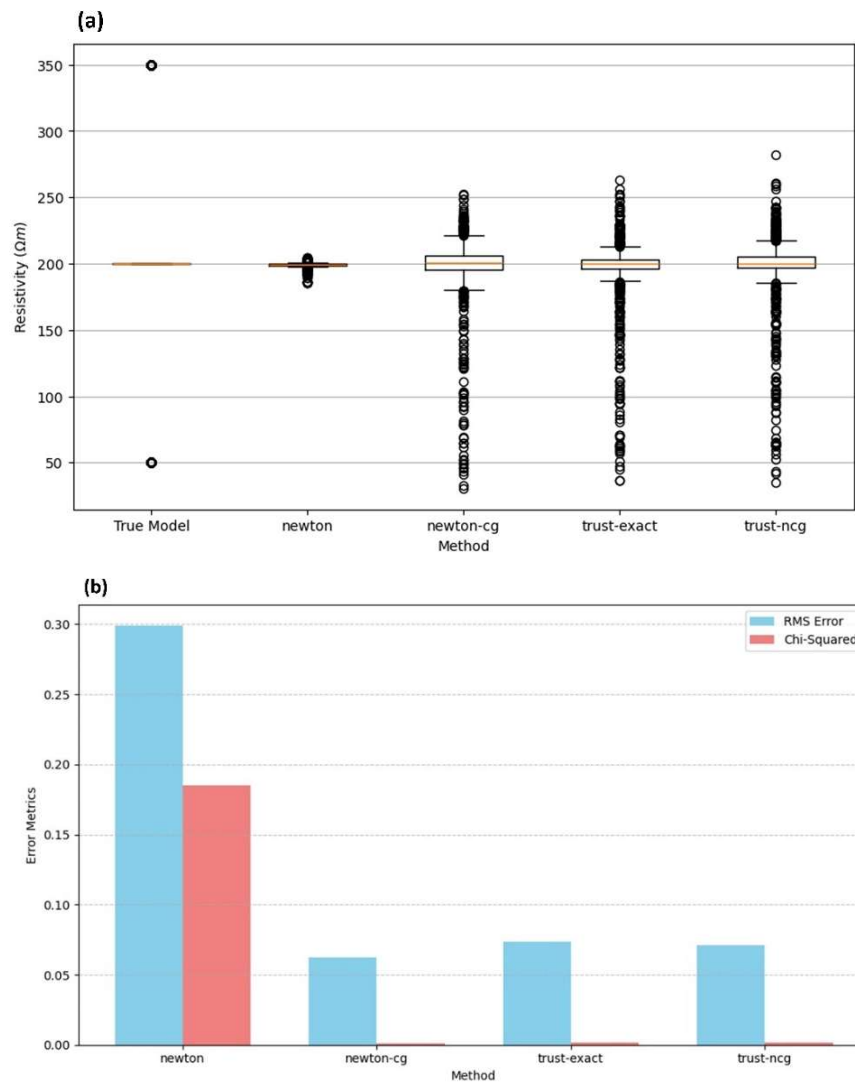 (a)
350
300
250
200
150
100
50
Resistivity (Ωm)
True Model newton newton-cg trust-exact trust-ncg
Method
(b)
0.30
0.25
0.20
0.15
0.10
0.05
0.00
Error Metrics
RMS Error
Chi-Squared
newton newton-cg trust-exact trust-ncg
Method